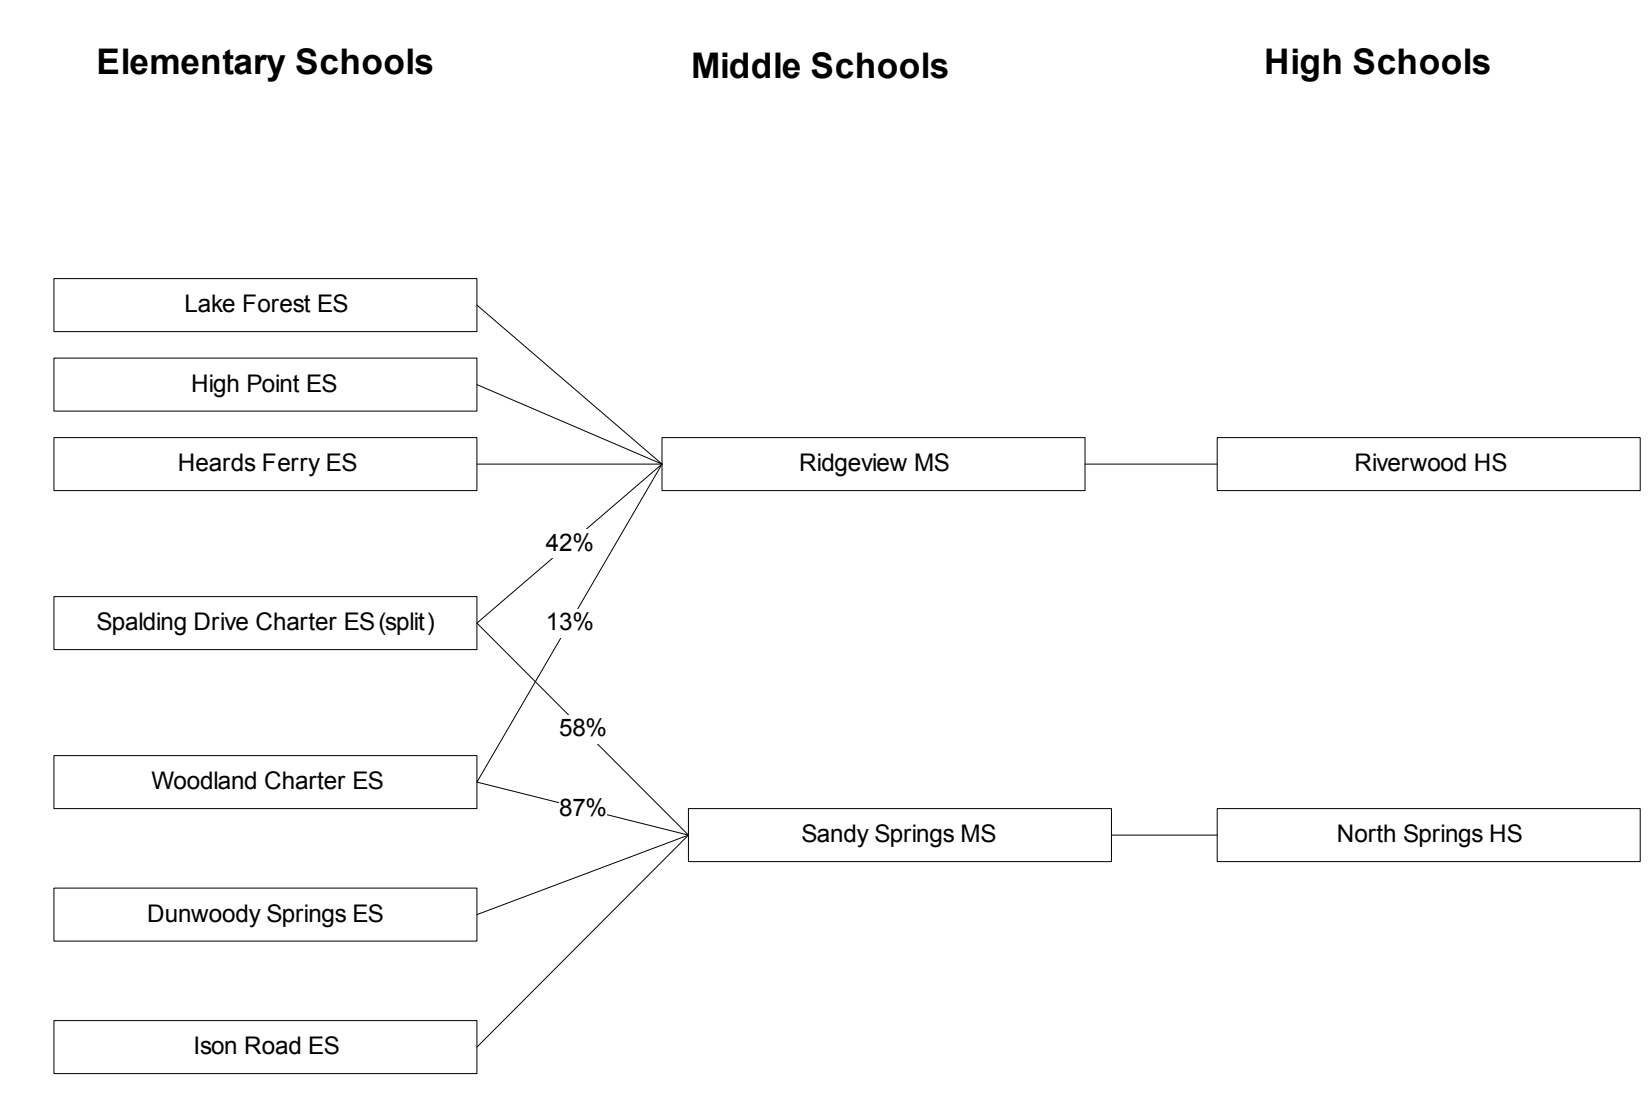 Elementary Schools
Middle Schools
High Schools
Lake Forest ES
High Point ES
Heards Ferry ES
Ridgeview MS
Riverwood HS
42%
Spalding Drive Charter ES (split)
13%
58%
Woodland Charter ES
87%
Sandy Springs MS
North Springs HS
Dunwoody Springs ES
Ison Road ES